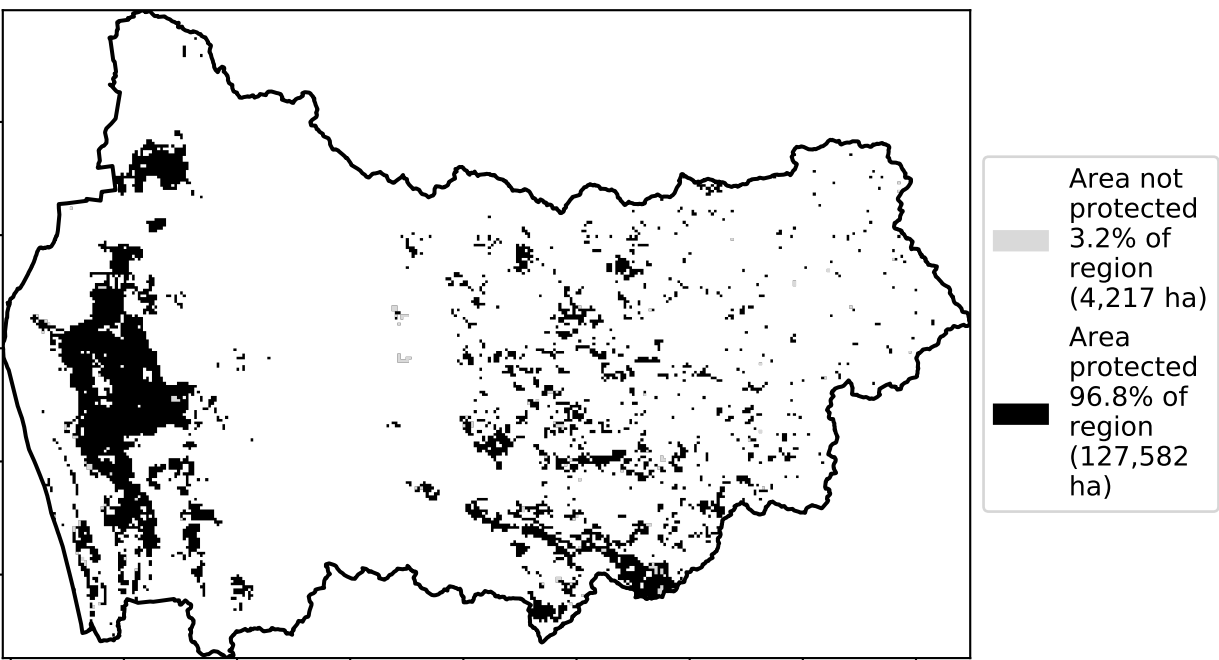 Area not
protected
3.2% of
region
(4,217 ha)
Area
protected
96.8% of
region
(127,582
ha)